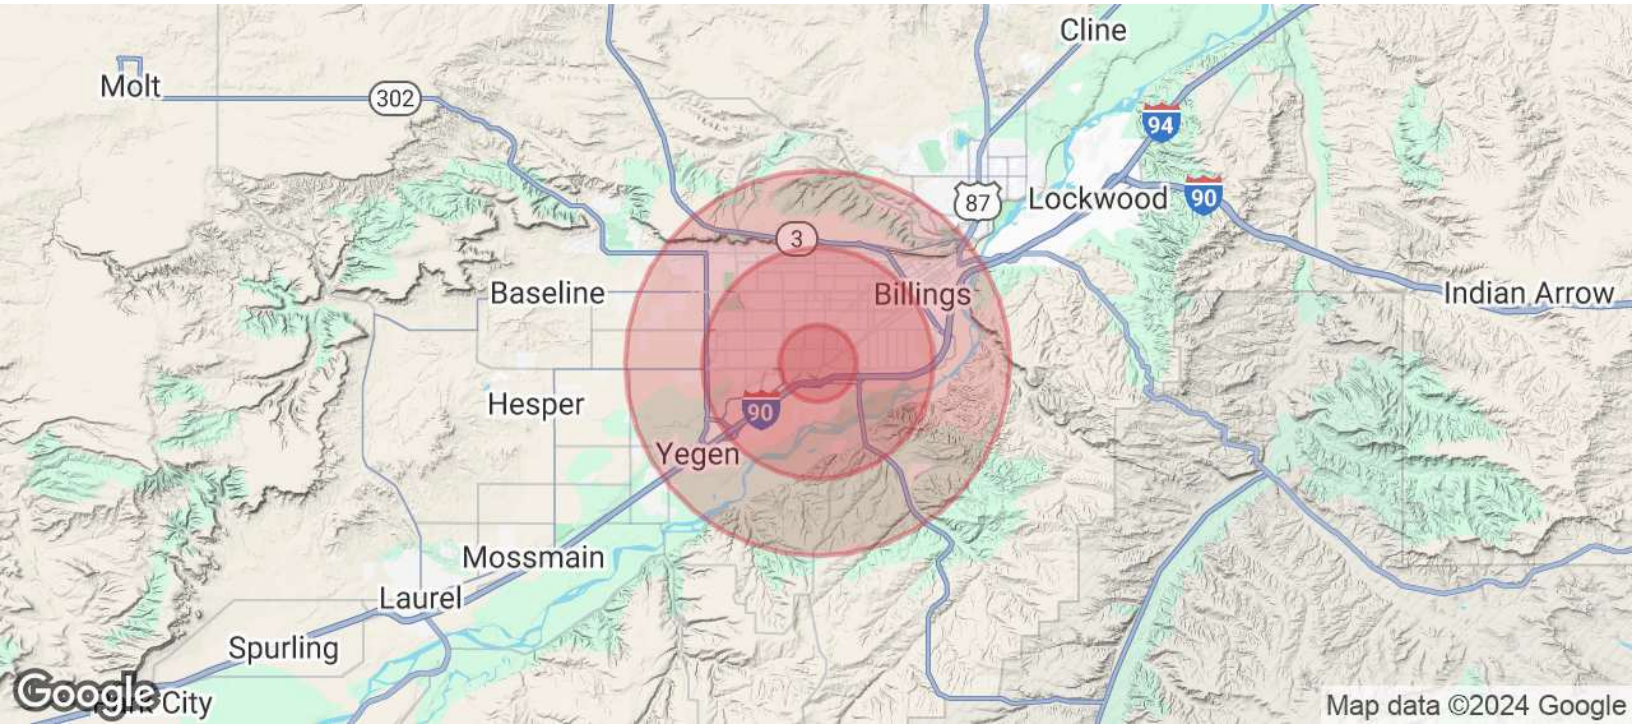 Cline
Molt
302
94
87
Lockwood
90
3
Baseline
Billings
Indian Arrow
Hesper
90
Yegen
Mossmain
Laurel
Spurling
Google
Park City
Map data ©2024 Google